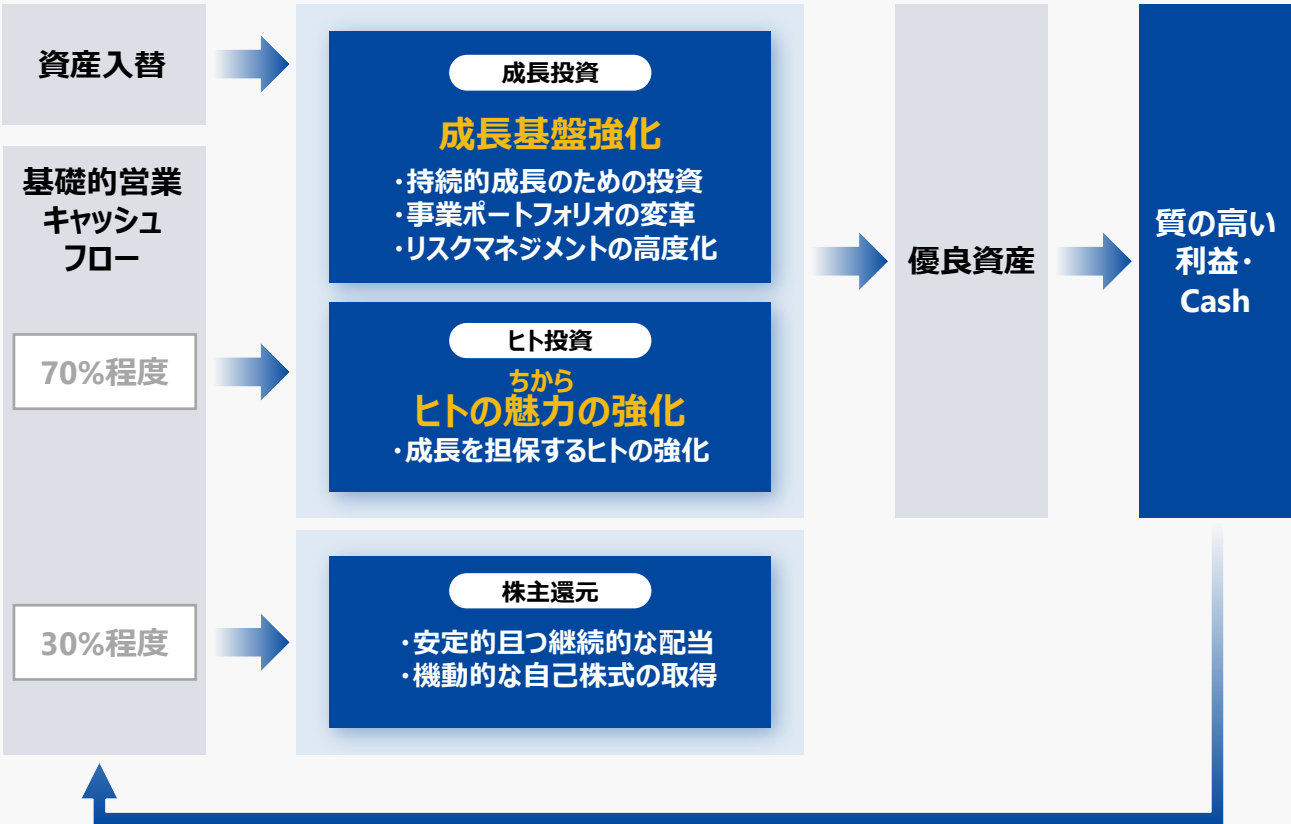 資産入替
基礎的営業
キャッシュ
フロー
70%程度
30%程度
成長投資
成長基盤強化
・持続的成長のための投資
・事業ポートフォリオの変革
・リスクマネジメントの高度化
ヒト投資
ちから
ヒトの魅力の強化
・成長を担保するヒトの強化
株主還元
・安定的且つ継続的な配当
・機動的な自己株式の取得
優良資産
質の高い
利益・
Cash